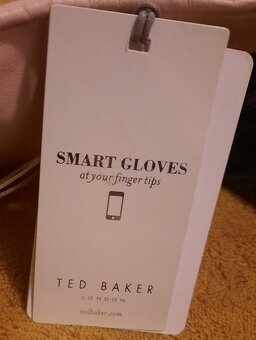 SMART GLOVES
at your finger tips
TED BAKER
LONDON
tedbaker.com